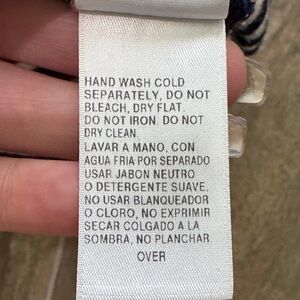 HAND WASH COLD
SEPARATELY, DO NOT
BLEACH, DRY FLAT.
DO NOT IRON. DO NOT
DRY CLEAN.
LAVAR A MANO, CON
AGUA FRIA POR SEPARADO
USAR JABON NEUTRO
O DETERGENTE SUAVE.
NO USAR BLANQUEADOR
O CLORO, NO EXPRIMIR
SECAR COLGADO A LA
SOMBRA, NO PLANCHAR.
OVER